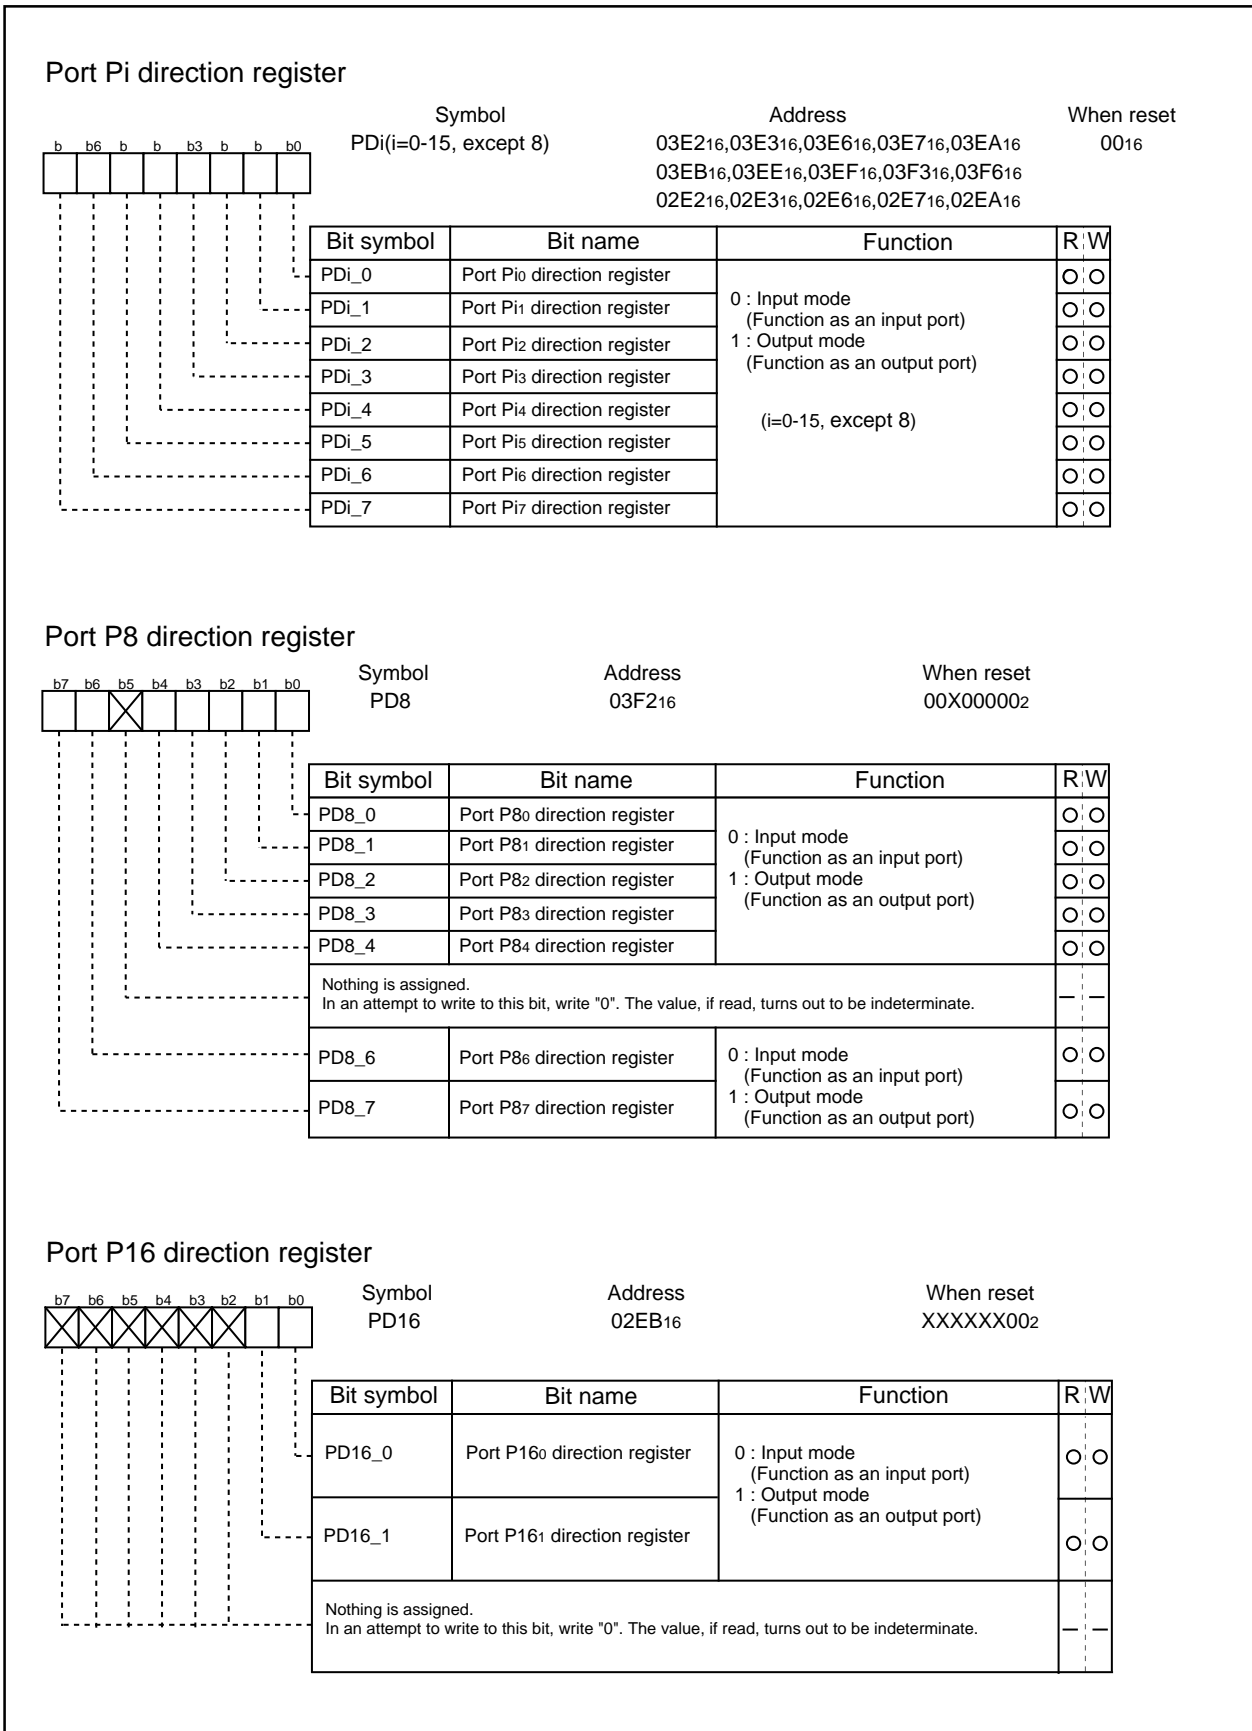 Port Pi direction register
Symbol Address When reset
PDi(i=0-15, except 8) 03E216,03E316,03E616,03E716,03EA16 0016
03EB16,03EE16,03EF16,03F316,03F616
02E216,02E316,02E616,02E716,02EA16
b b6 b b b3 b b b0
Bit symbol Bit name Function R W
PDi_0 Port Pi0 direction register
PDi_1 Port Pi1 direction register
PDi_2 Port Pi2 direction register
PDi_3 Port Pi3 direction register
PDi_4 Port Pi4 direction register
PDi_5 Port Pi5 direction register
PDi_6 Port Pi6 direction register
PDi_7 Port Pi7 direction register
0 : Input mode
(Function as an input port)
1 : Output mode
(Function as an output port)
(i=0-15, except 8)
Port P8 direction register
Symbol Address When reset
PD8 03F216 00X000002
b7 b6 b5 b4 b3 b2 b1 b0
Bit symbol Bit name Function R W
PD8_0 Port P80 direction register
PD8_1 Port P81 direction register
PD8_2 Port P82 direction register
PD8_3 Port P83 direction register
PD8_4 Port P84 direction register
0 : Input mode
(Function as an input port)
1 : Output mode
(Function as an output port)
Nothing is assigned.
In an attempt to write to this bit, write "0". The value, if read, turns out to be indeterminate. – –
PD8_6 Port P86 direction register
PD8_7 Port P87 direction register
0 : Input mode
(Function as an input port)
1 : Output mode
(Function as an output port)
Port P16 direction register
Symbol Address When reset
PD16 02EB16 XXXXXX002
b7 b6 b5 b4 b3 b2 b1 b0
Bit symbol Bit name Function R W
PD16_0 Port P160 direction register
PD16_1 Port P161 direction register
0 : Input mode
(Function as an input port)
1 : Output mode
(Function as an output port)
Nothing is assigned.
In an attempt to write to this bit, write "0". The value, if read, turns out to be indeterminate. – –